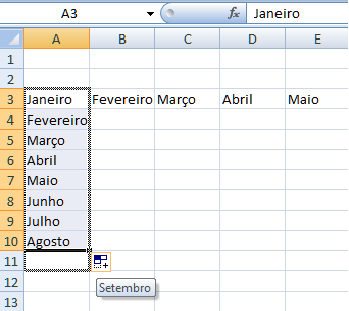 A3 fx Janeiro
A B C D E
1
2
3 Janeiro Fevereiro Março Abril Maio
4 Fevereiro
5 Março
6 Abril
7 Maio
8 Junho
9 Julho
10 Agosto
11
Setembro
12
13